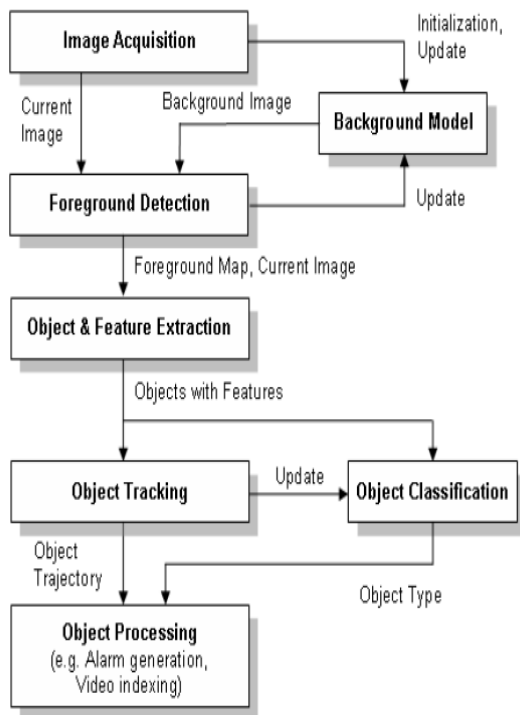 Image Acquisition
Initialization,
Update
Current
Image
Background Image
Background Model
Foreground Detection
Update
Foreground Map, Current Image
Object & Feature Extraction
Objects with Features
Object Tracking
Update
Object Classification
Object
Trajectory
Object Type
Object Processing
(e.g. Alarm generation,
Video indexing)